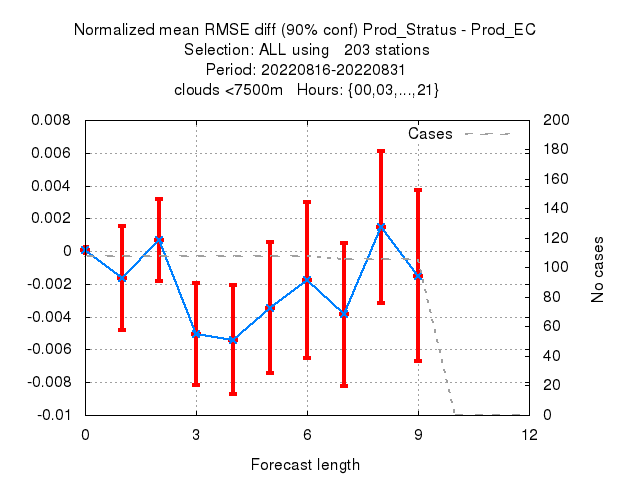 Normalized mean RMSE diff (90% conf) Prod_Stratus - Prod_EC
Selection: ALL using   203 stations
Period: 20220816-20220831
clouds <7500m   Hours: {00,03,...,21}
Cases
0.008
0.006
0.004
0.002
0
-0.002
-0.004
-0.006
-0.008
-0.01
200
180
160
140
120
100
80
60
40
20
0
No cases
0 3 6 9 12
Forecast length